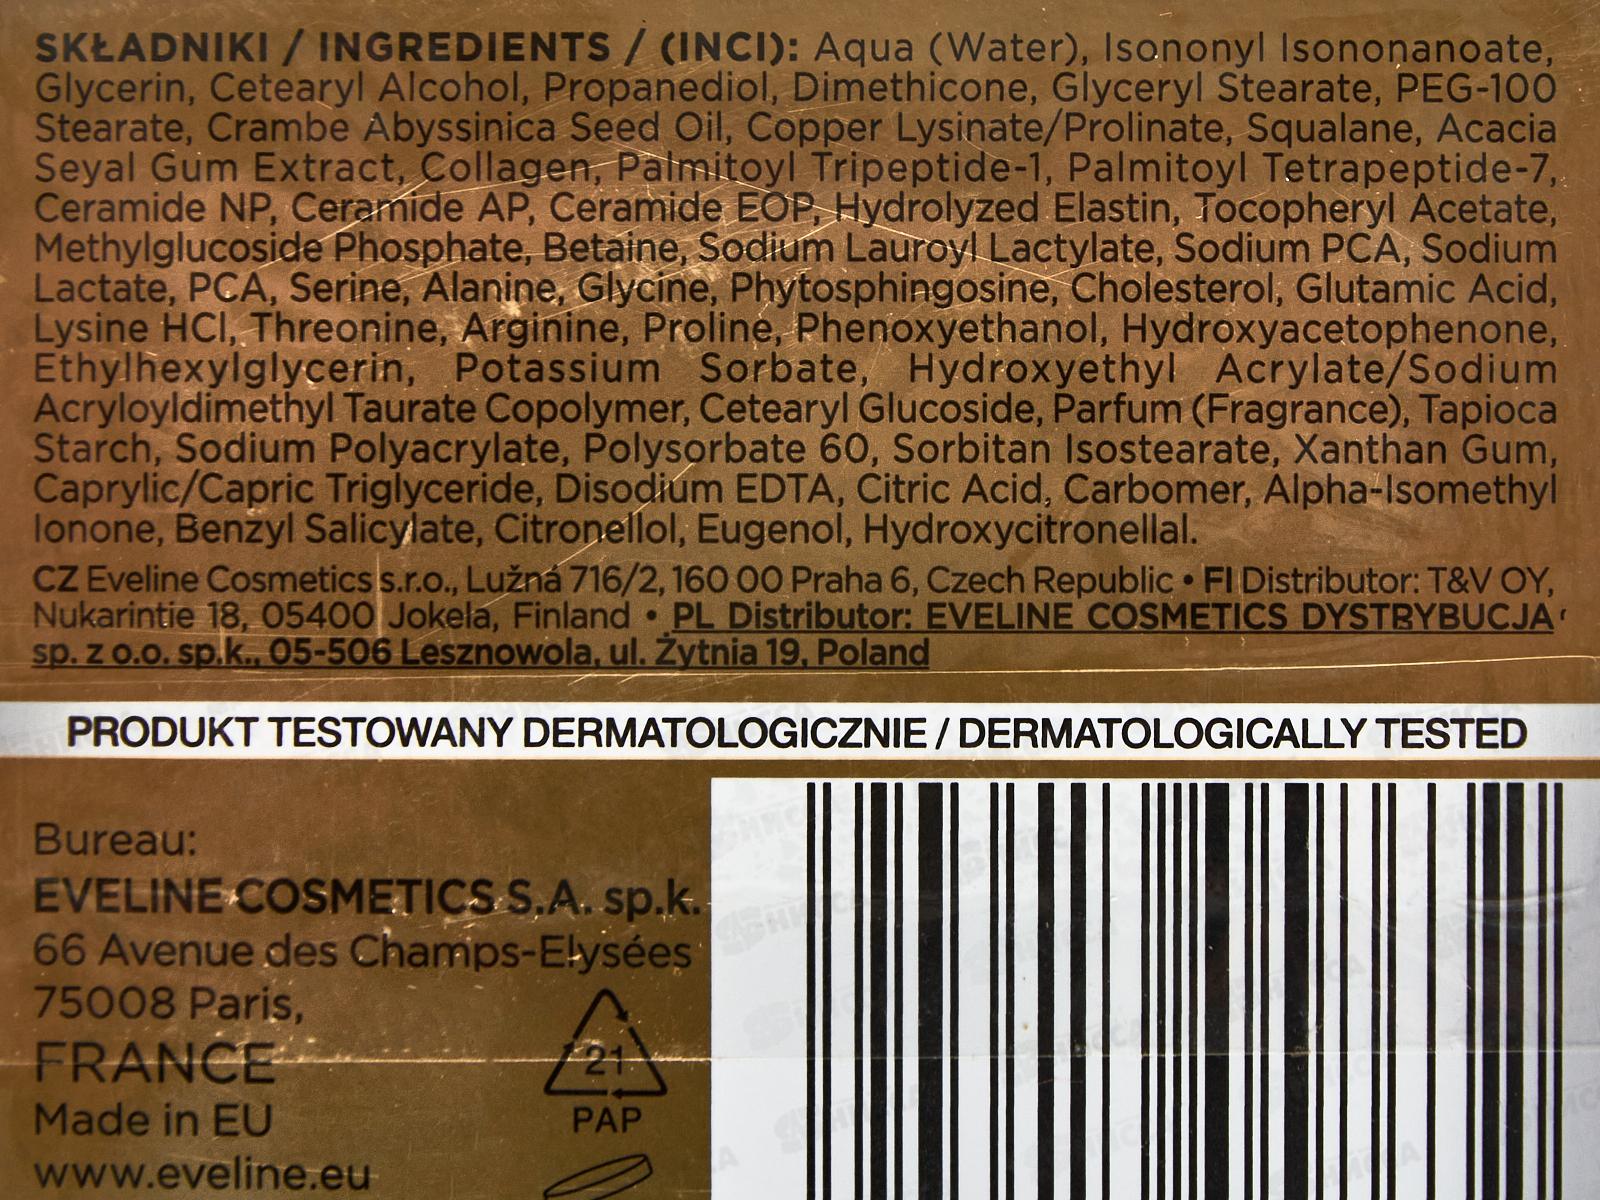 SKŁADNIKI / INGREDIENTS / (INCI): Aqua (Water), Isononyl Isononanoate,
Glycerin, Cetearyl Alcohol, Propanediol, Dimethicone, Glyceryl Stearate, PEG-100
Stearate, Crambe Abyssinica Seed Oil, Copper Lysinate/Prolinate, Squalane, Acacia
Seyal Gum Extract, Collagen, Palmitoyl Tripeptide-1, Palmitoyl Tetrapeptide-7,
Ceramide NP, Ceramide AP, Ceramide EOP, Hydrolyzed Elastin, Tocopheryl Acetate,
Methylglucoside Phosphate, Betaine, Sodium Lauroyl Lactylate, Sodium PCA, Sodium
Lactate, PCA, Serine, Alanine, Glycine, Phytosphingosine, Cholesterol, Glutamic Acid,
Lysine HCl, Threonine, Arginine, Proline, Phenoxyethanol, Hydroxyacetophenone,
Ethylhexylglycerin, Potassium Sorbate, Hydroxyethyl Acrylate/Sodium
Acryloyldimethyl Taurate Copolymer, Cetearyl Glucoside, Parfum (Fragrance), Tapioca
Starch, Sodium Polyacrylate, Polysorbate 60, Sorbitan Isostearate, Xanthan Gum,
Caprylic/Capric Triglyceride, Disodium EDTA, Citric Acid, Carbomer, Alpha-Isomethyl
Ionone, Benzyl Salicylate, Citronellol, Eugenol, Hydroxycitronellal.
CZ Eveline Cosmetics s.r.o., Lužná 716/2, 160 00 Praha 6, Czech Republic • FI Distributor: T&V OY,
Nukarintie 18, 05400 Jokela, Finland • PL Distributor: EVELINE COSMETICS DYSTRYBUCJA
sp. z o.o. sp.k., 05-506 Lesznowola, ul. Żytnia 19, Poland
PRODUKT TESTOWANY DERMATOLOGICZNIE / DERMATOLOGICALLY TESTED
Bureau:
EVELINE COSMETICS S.A. sp.k.
66 Avenue des Champs-Elysées
75008 Paris,
FRANCE
Made in EU
www.eveline.eu
21
PAP